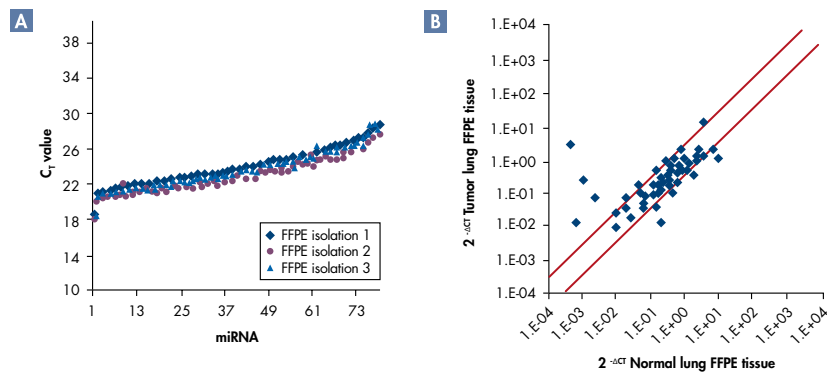 A
C_T value
38
34
30
26
22
18
14
10
1 13 25 37 49 61 73
miRNA
FFPE isolation 1
FFPE isolation 2
FFPE isolation 3
B
2 -ΔCT Tumor lung FFPE tissue
1.E+04
1.E+03
1.E+02
1.E+01
1.E+00
1.E-01
1.E-02
1.E-03
1.E-04
1.E-04 1.E-03 1.E-02 1.E-01 1.E+00 1.E+01 1.E+02 1.E+03 1.E+04
2 -ΔCT Normal lung FFPE tissue